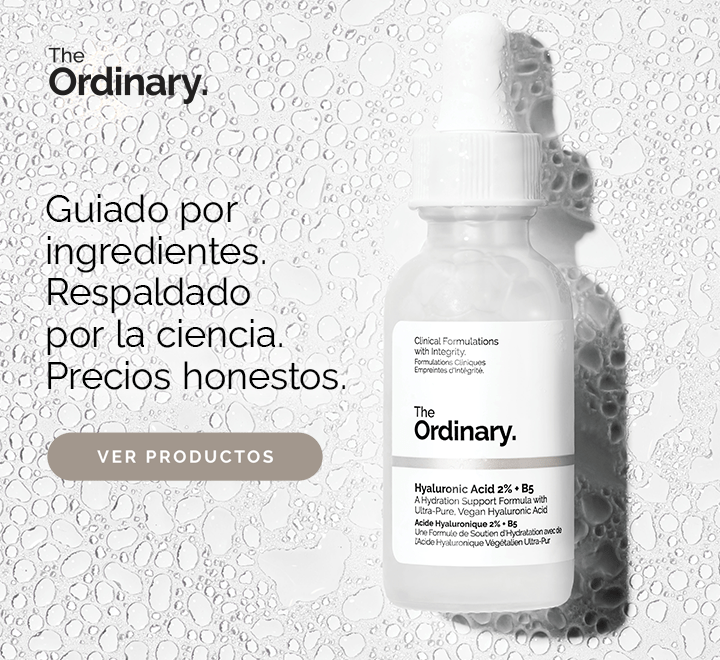 The
Ordinary.
Guiado por
ingredientes.
Respaldado
por la ciencia.
Precios honestos.
VER PRODUCTOS
Clinical Formulations
with Integrity.
Formulations Cliniques
Empreintes d'Intégrité.
The
Ordinary.
Hyaluronic Acid 2% + B5
A Hydration Support Formula with
Ultra-Pure, Vegan Hyaluronic Acid
Acide Hyaluronique 2% + B5
Une Formule de Soutien d'Hydratation avec de
l'Acide Hyaluronique Végétalien Ultra-Pur